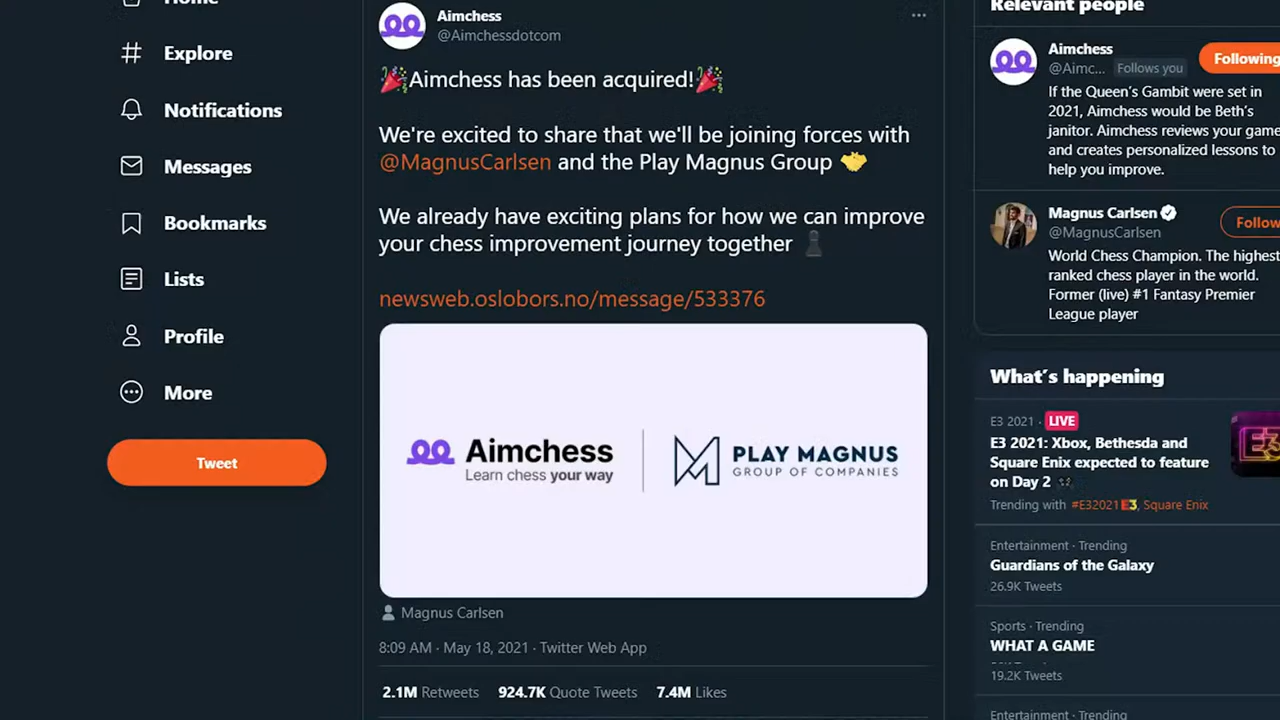 Home
Explore
Notifications
Messages
Bookmarks
Lists
Profile
More
Tweet
Aimchess
@Aimchessdotcom
🎉Aimchess has been acquired!🎉
We're excited to share that we'll be joining forces with
@MagnusCarlsen and the Play Magnus Group 🤝
We already have exciting plans for how we can improve
your chess improvement journey together ♟
newsweb.oslobors.no/message/533376
Aimchess
Learn chess your way
PLAY MAGNUS
GROUP OF COMPANIES
Magnus Carlsen
8:09 AM · May 18, 2021 · Twitter Web App
2.1M Retweets 924.7K Quote Tweets 7.4M Likes
Relevant people
Aimchess
@Aimc... Follows you
Following
If the Queen's Gambit were set in
2021, Aimchess would be Beth's
janitor. Aimchess reviews your game
and creates personalized lessons to
help you improve.
Magnus Carlsen
@MagnusCarlsen
Follow
World Chess Champion. The highest
ranked chess player in the world.
Former (live) #1 Fantasy Premier
League player
What's happening
E3 2021 · LIVE
E3 2021: Xbox, Bethesda and
Square Enix expected to feature
on Day 2 🎮
Trending with #E32021, Square Enix
Entertainment · Trending
Guardians of the Galaxy
26.9K Tweets
Sports · Trending
WHAT A GAME
19.2K Tweets
Entertainment · Trending